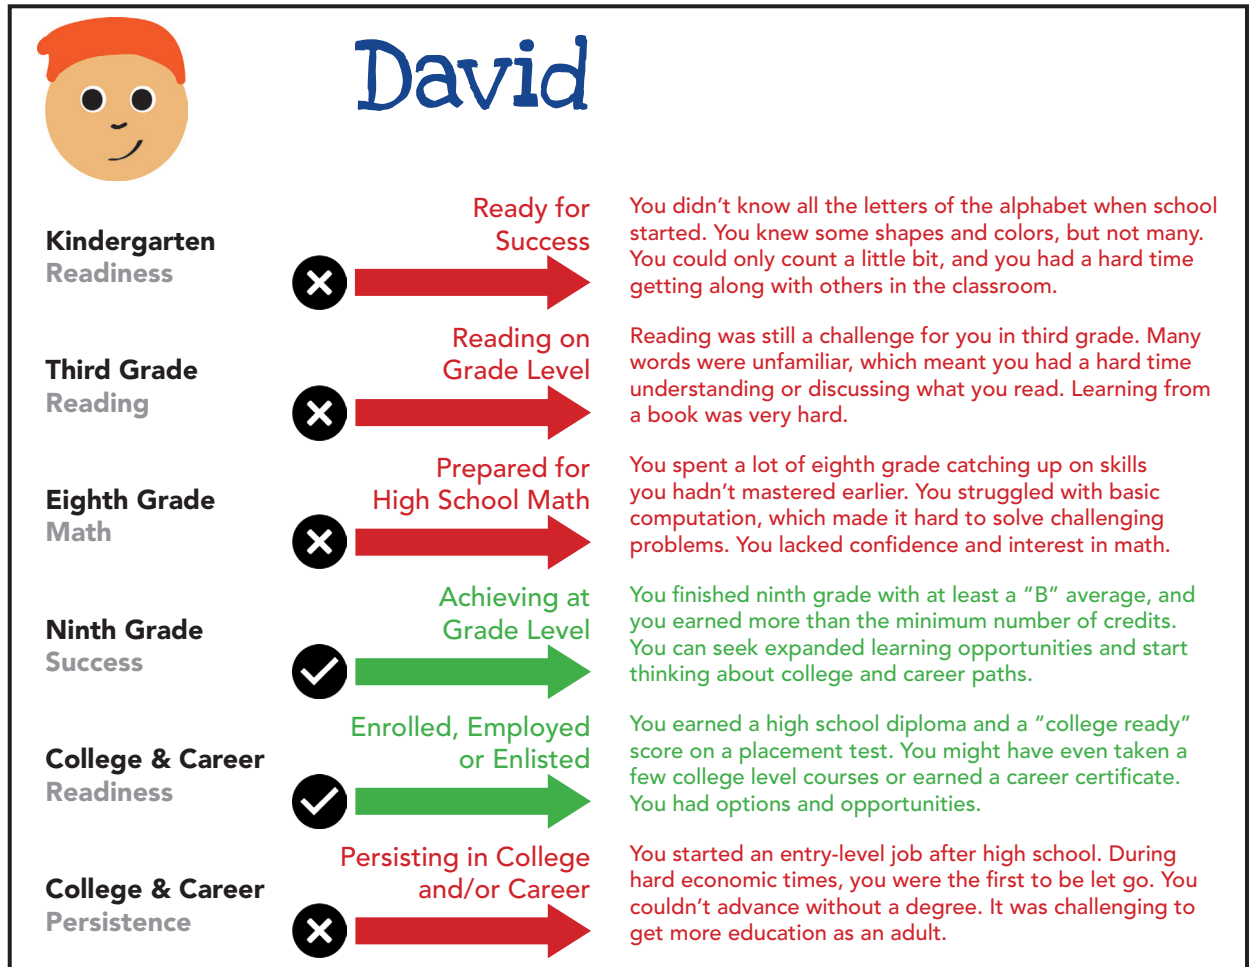 David
Kindergarten
Readiness
Ready for
Success
You didn’t know all the letters of the alphabet when school
started. You knew some shapes and colors, but not many.
You could only count a little bit, and you had a hard time
getting along with others in the classroom.
Third Grade
Reading
Reading on
Grade Level
Reading was still a challenge for you in third grade. Many
words were unfamiliar, which meant you had a hard time
understanding or discussing what you read. Learning from
a book was very hard.
Eighth Grade
Math
Prepared for
High School Math
You spent a lot of eighth grade catching up on skills
you hadn’t mastered earlier. You struggled with basic
computation, which made it hard to solve challenging
problems. You lacked confidence and interest in math.
Ninth Grade
Success
Achieving at
Grade Level
You finished ninth grade with at least a “B” average, and
you earned more than the minimum number of credits.
You can seek expanded learning opportunities and start
thinking about college and career paths.
College & Career
Readiness
Enrolled, Employed
or Enlisted
You earned a high school diploma and a “college ready”
score on a placement test. You might have even taken a
few college level courses or earned a career certificate.
You had options and opportunities.
College & Career
Persistence
Persisting in College
and/or Career
You started an entry-level job after high school. During
hard economic times, you were the first to be let go. You
couldn’t advance without a degree. It was challenging to
get more education as an adult.